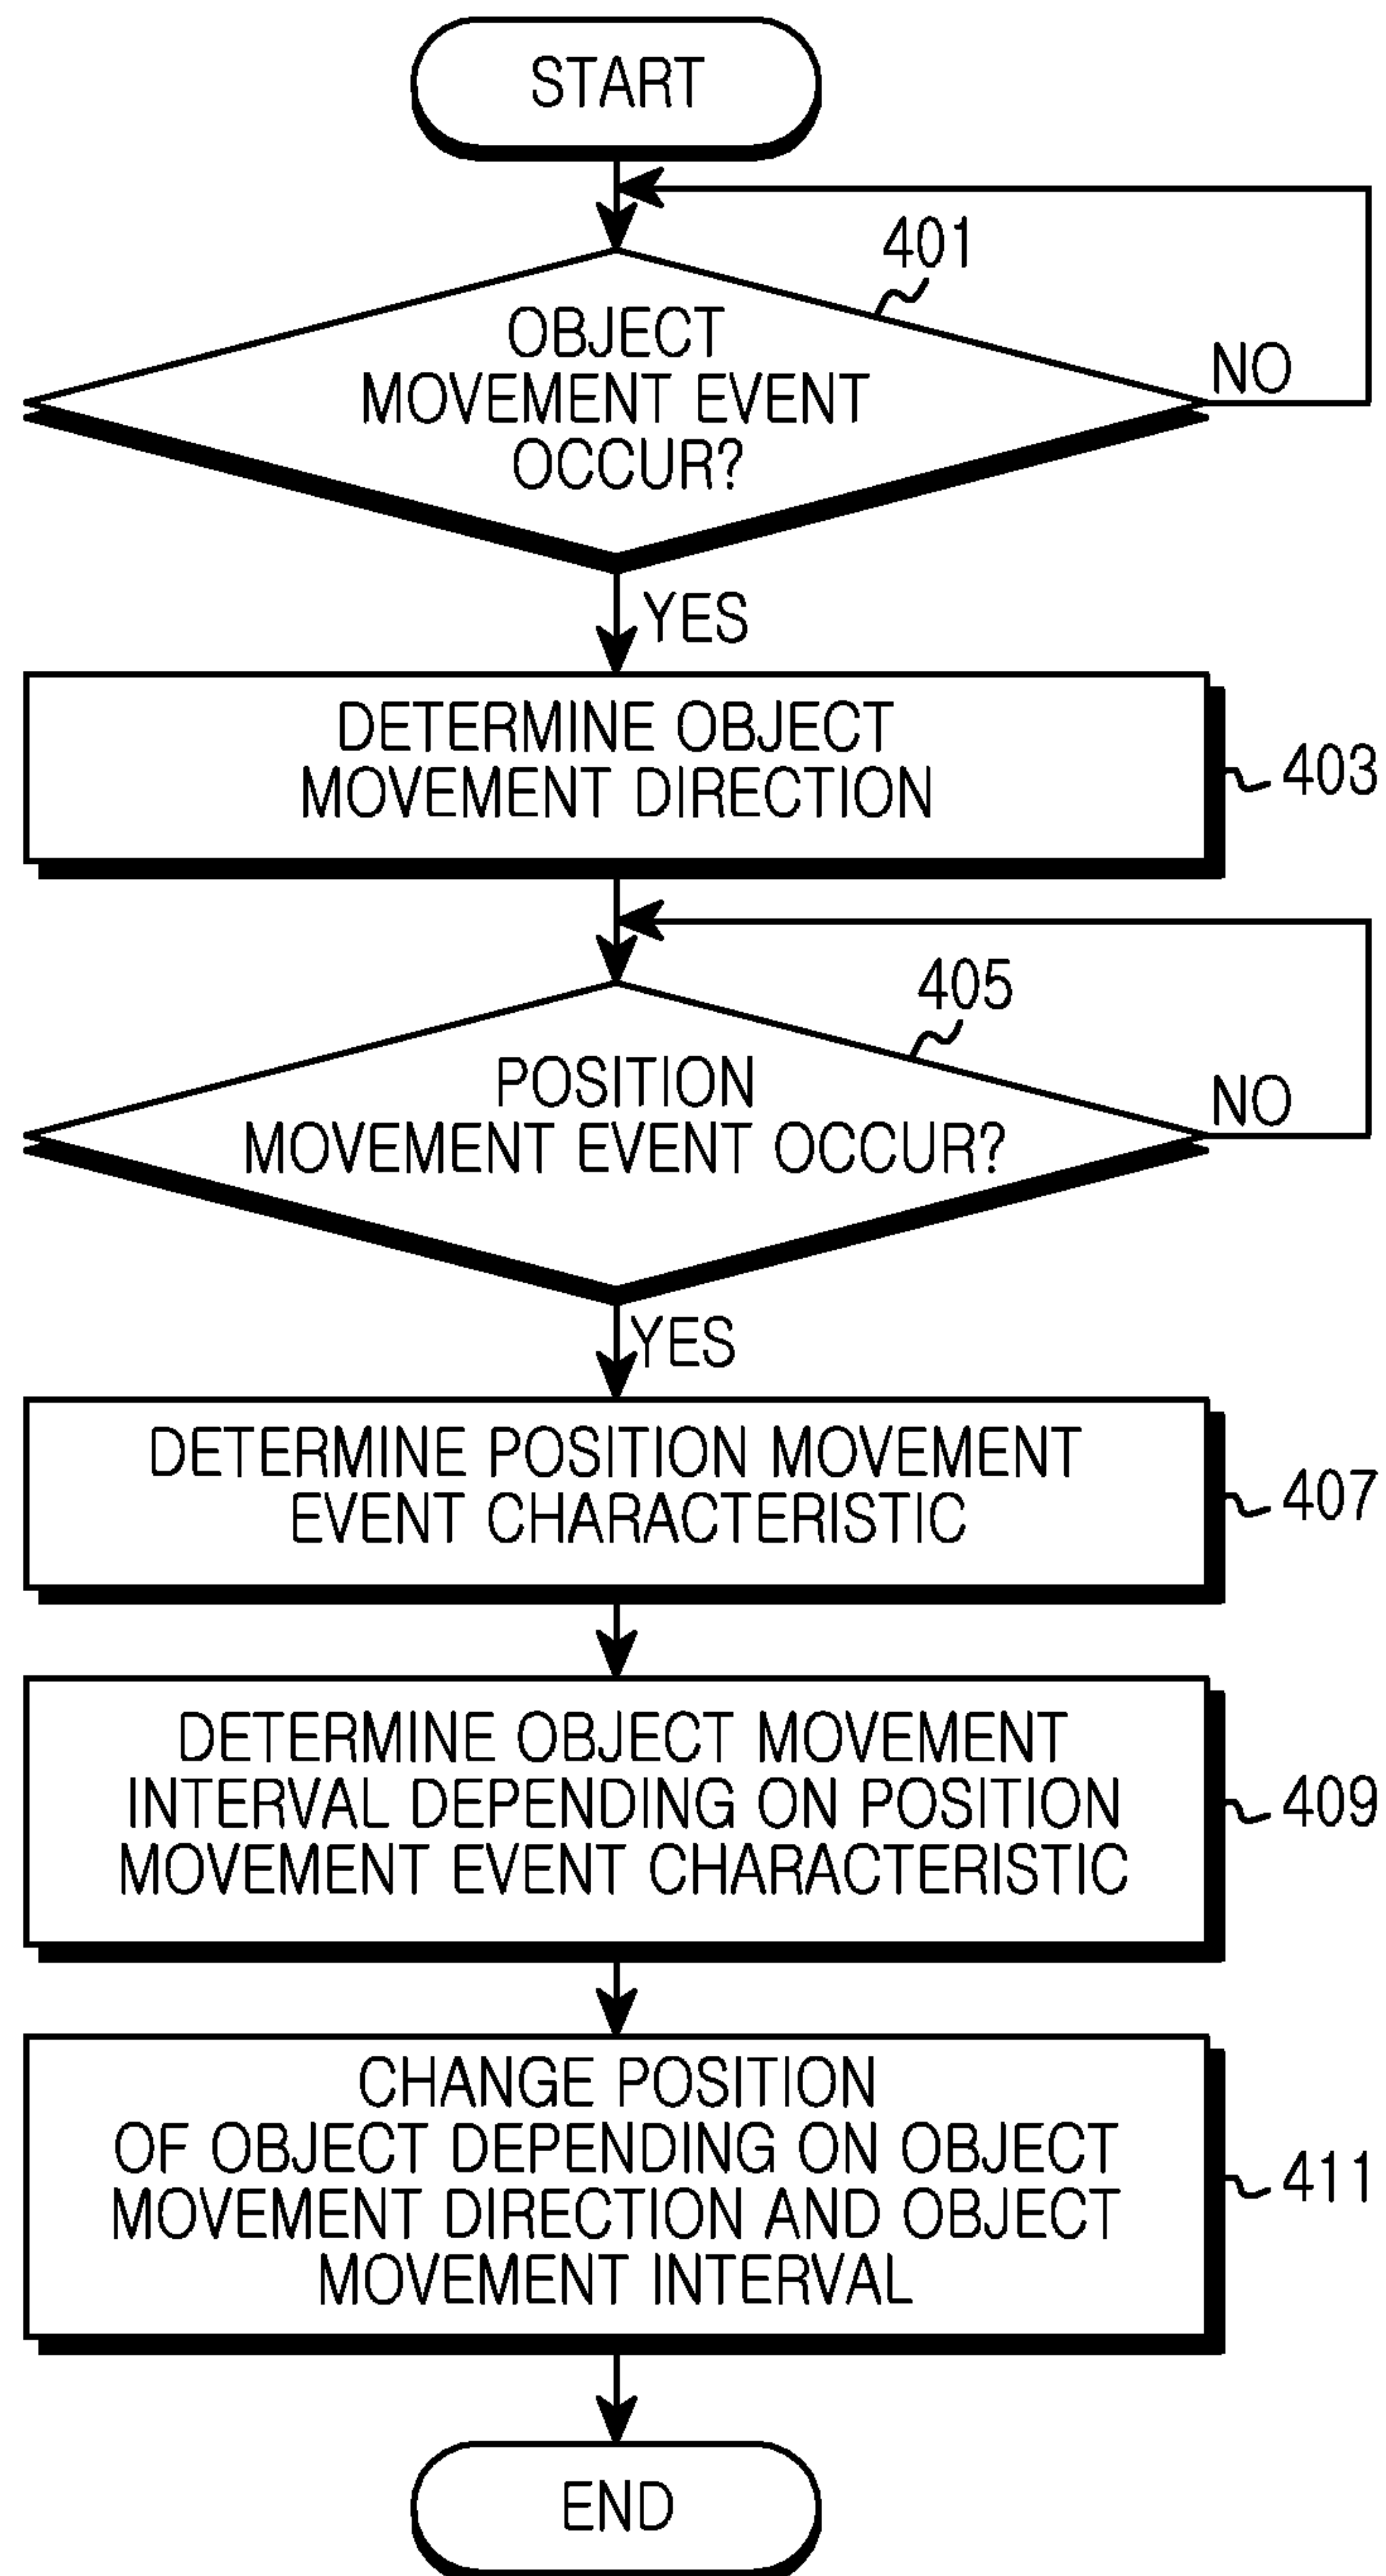 START
401
OBJECT
MOVEMENT EVENT
OCCUR?
NO
YES
DETERMINE OBJECT
MOVEMENT DIRECTION
403
405
POSITION
MOVEMENT EVENT OCCUR?
NO
YES
DETERMINE POSITION MOVEMENT
EVENT CHARACTERISTIC
407
DETERMINE OBJECT MOVEMENT
INTERVAL DEPENDING ON POSITION
MOVEMENT EVENT CHARACTERISTIC
409
CHANGE POSITION
OF OBJECT DEPENDING ON OBJECT
MOVEMENT DIRECTION AND OBJECT
MOVEMENT INTERVAL
411
END